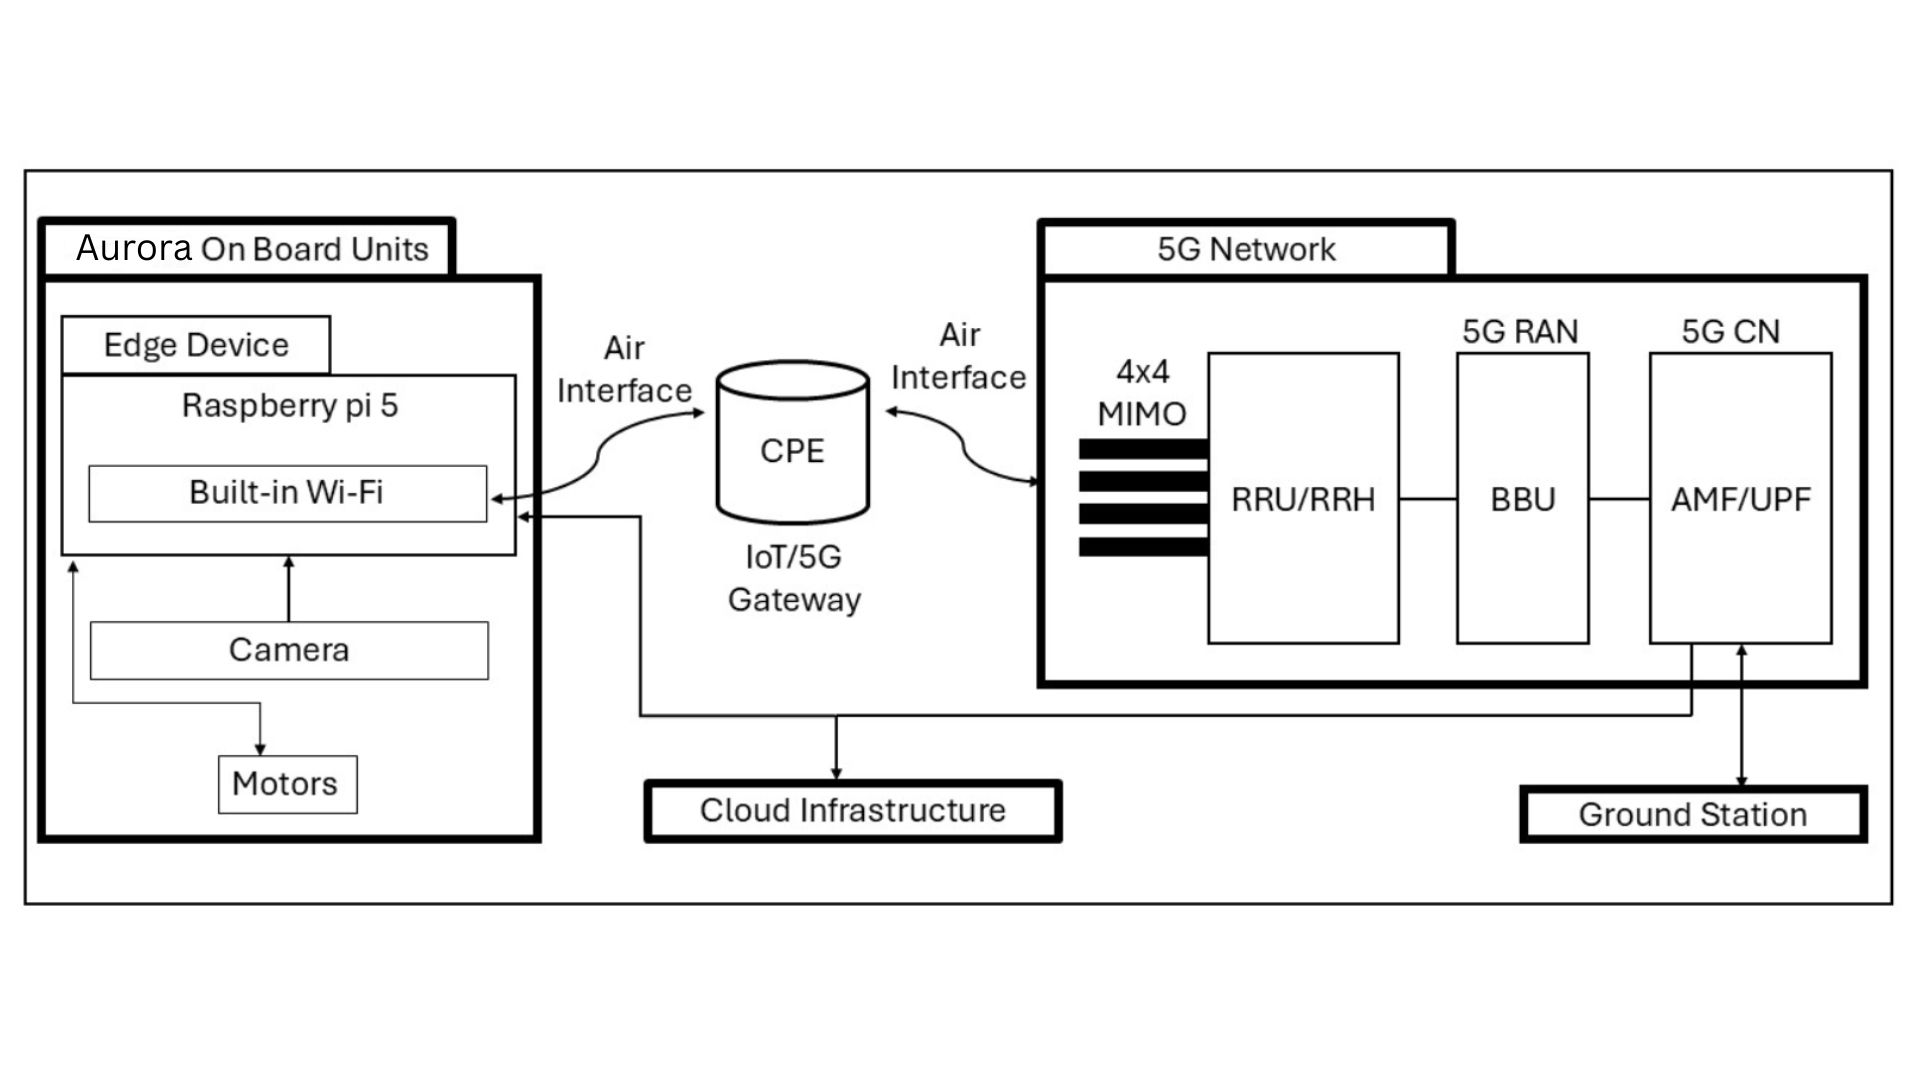 Aurora On Board Units
Edge Device
Raspberry pi 5
Built-in Wi-Fi
Camera
Motors
Air
Interface
CPE
IoT/5G
Gateway
Air
Interface
5G Network
4x4
MIMO
RRU/RRH
5G RAN
BBU
5G CN
AMF/UPF
Cloud Infrastructure
Ground Station